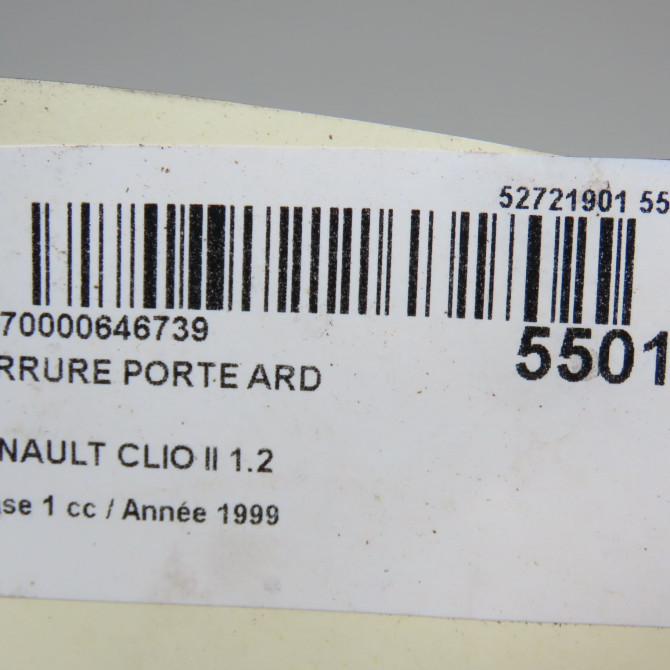 52721901 55
70000646739
5501
RRURE PORTE ARD
NAULT CLIO II 1.2
se 1 cc / Année 1999